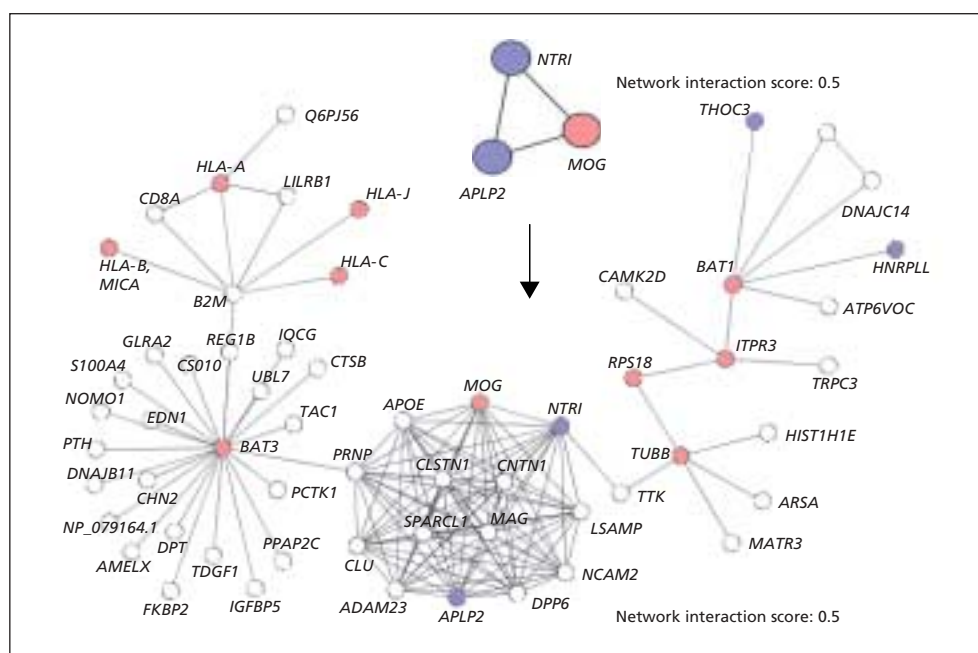 NTRI
Network interaction score: 0.5
MOG
APLP2
Q6PJ56
HLA-A
LILRB1
CD8A
HLA-J
HLA-B,
MICA
HLA-C
B2M
THOC3
DNAJC14
HNRPLL
BAT1
CAMK2D
ATP6VOC
ITPR3
RPS18
TRPC3
HIST1H1E
TUBB
TTK
ARSA
MATR3
REG1B
IQCG
GLRA2
CS010
CTSB
S100A4
UBL7
NOMO1
EDN1
TAC1
PTH
BAT3
DNAJB11
CHN2
PCTK1
NP_079164.1
DPT
PPAP2C
AMELX
TDGF1
FKBP2
IGFBP5
MOG
APOE
NTRI
PRNP
CLSTN1
CNTN1
SPARCL1
MAG
LSAMP
CLU
NCAM2
ADAM23
DPP6
APLP2
Network interaction score: 0.5